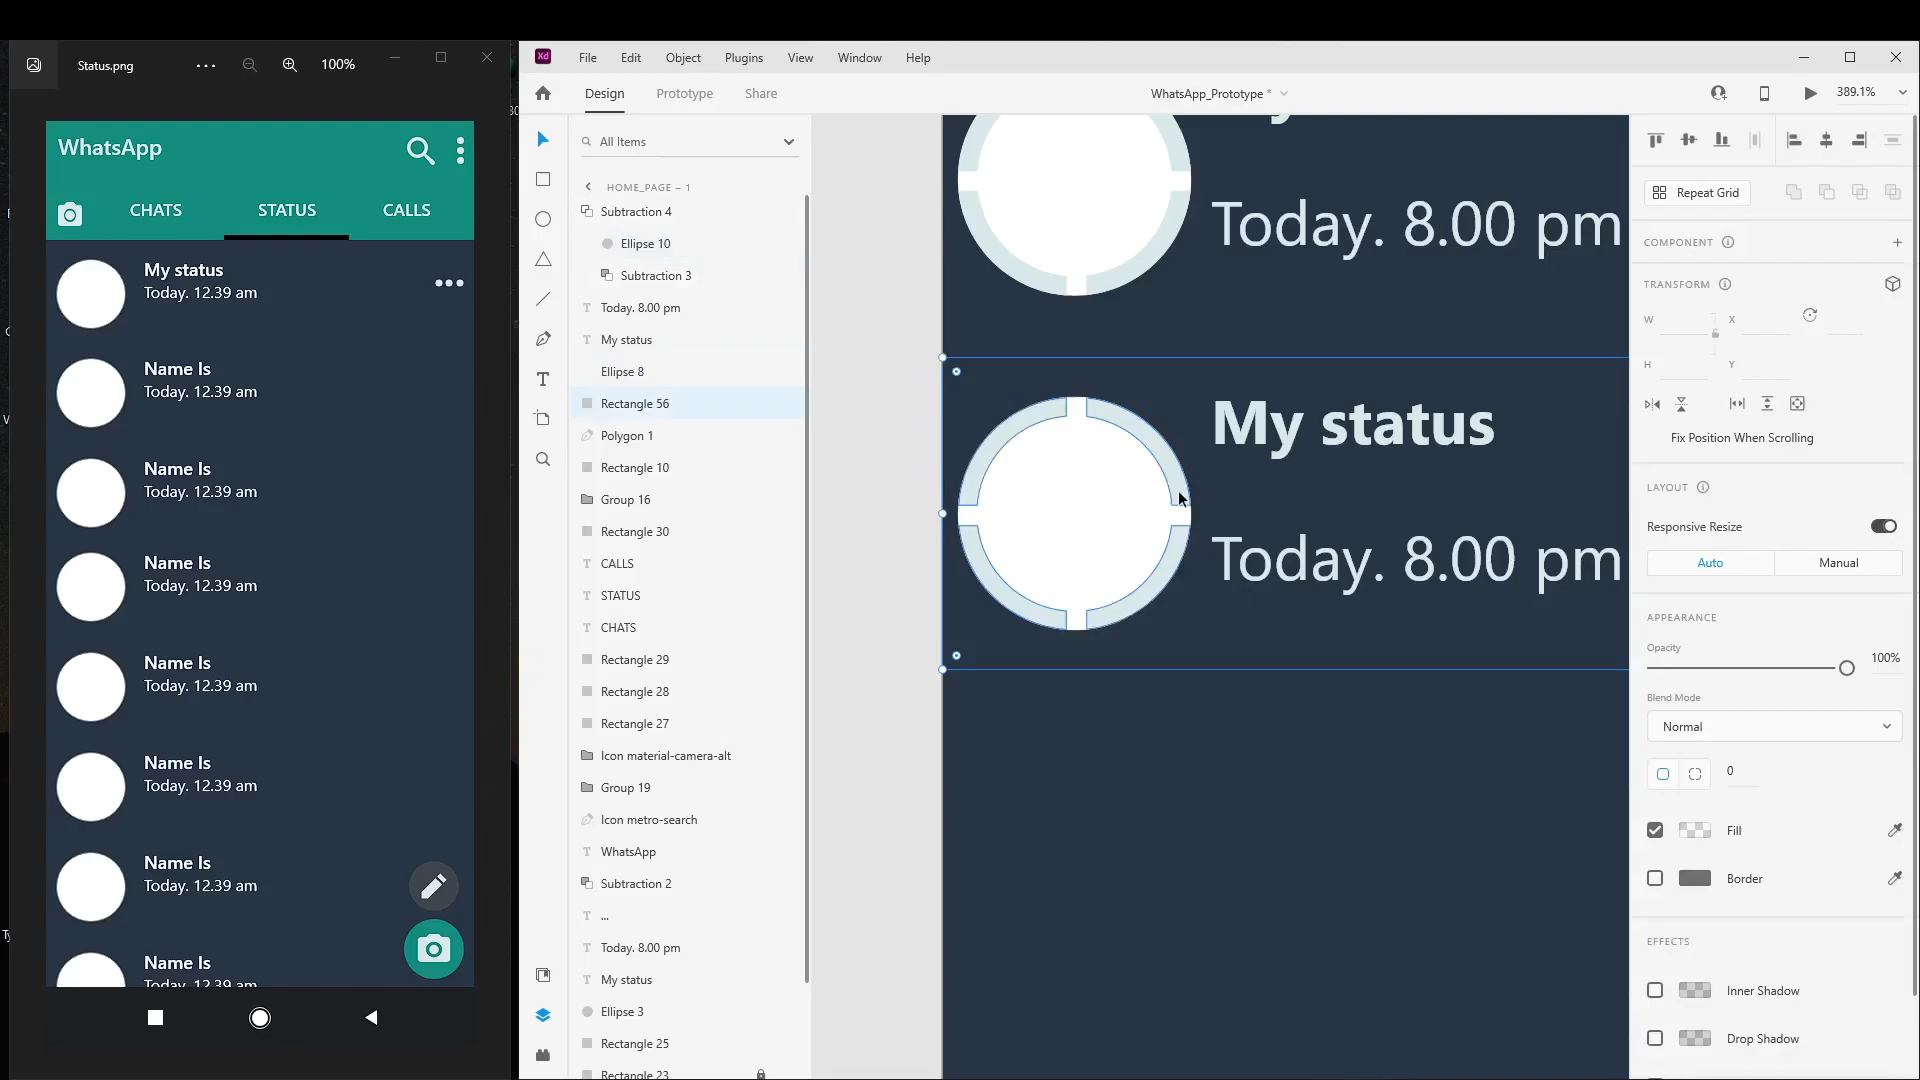 Status.png
100%
WhatsApp
CHATS
STATUS
CALLS
My status
Today. 12.39 am
Name Is
Today. 12.39 am
Name Is
Today. 12.39 am
Name Is
Today. 12.39 am
Name Is
Today. 12.39 am
Name Is
Today. 12.39 am
Name Is
Today. 12.39 am
Name Is
Today. 12.39 am
Xd
File
Edit
Object
Plugins
View
Window
Help
Design
Prototype
Share
WhatsApp_Prototype *
389.1%
All Items
HOME_PAGE – 1
Subtraction 4
Ellipse 10
Subtraction 3
Today. 8.00 pm
My status
Ellipse 8
Rectangle 56
Polygon 1
Rectangle 10
Group 16
Rectangle 30
CALLS
STATUS
CHATS
Rectangle 29
Rectangle 28
Rectangle 27
Icon material-camera-alt
Group 19
Icon metro-search
WhatsApp
Subtraction 2
...
Today. 8.00 pm
My status
Ellipse 3
Rectangle 25
Rectangle 23
Today. 8.00 pm
My status
Today. 8.00 pm
Repeat Grid
COMPONENT
TRANSFORM
W
X
H
Y
Fix Position When Scrolling
LAYOUT
Responsive Resize
Auto
Manual
APPEARANCE
Opacity
100%
Blend Mode
Normal
0
Fill
Border
EFFECTS
Inner Shadow
Drop Shadow